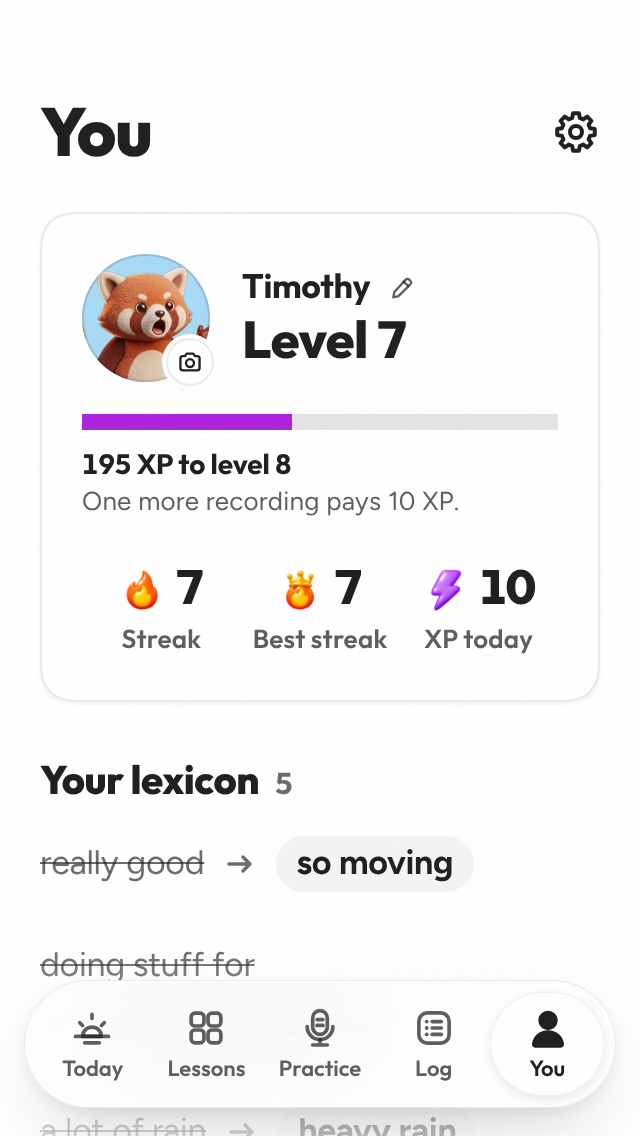 You
Timothy
Level 7
195 XP to level 8
One more recording pays 10 XP.
7 7 10
Streak Best streak XP today
Your lexicon 5
really good → so moving
doing stuff for
Today Lessons Practice Log You
a lot of rain → heavy rain